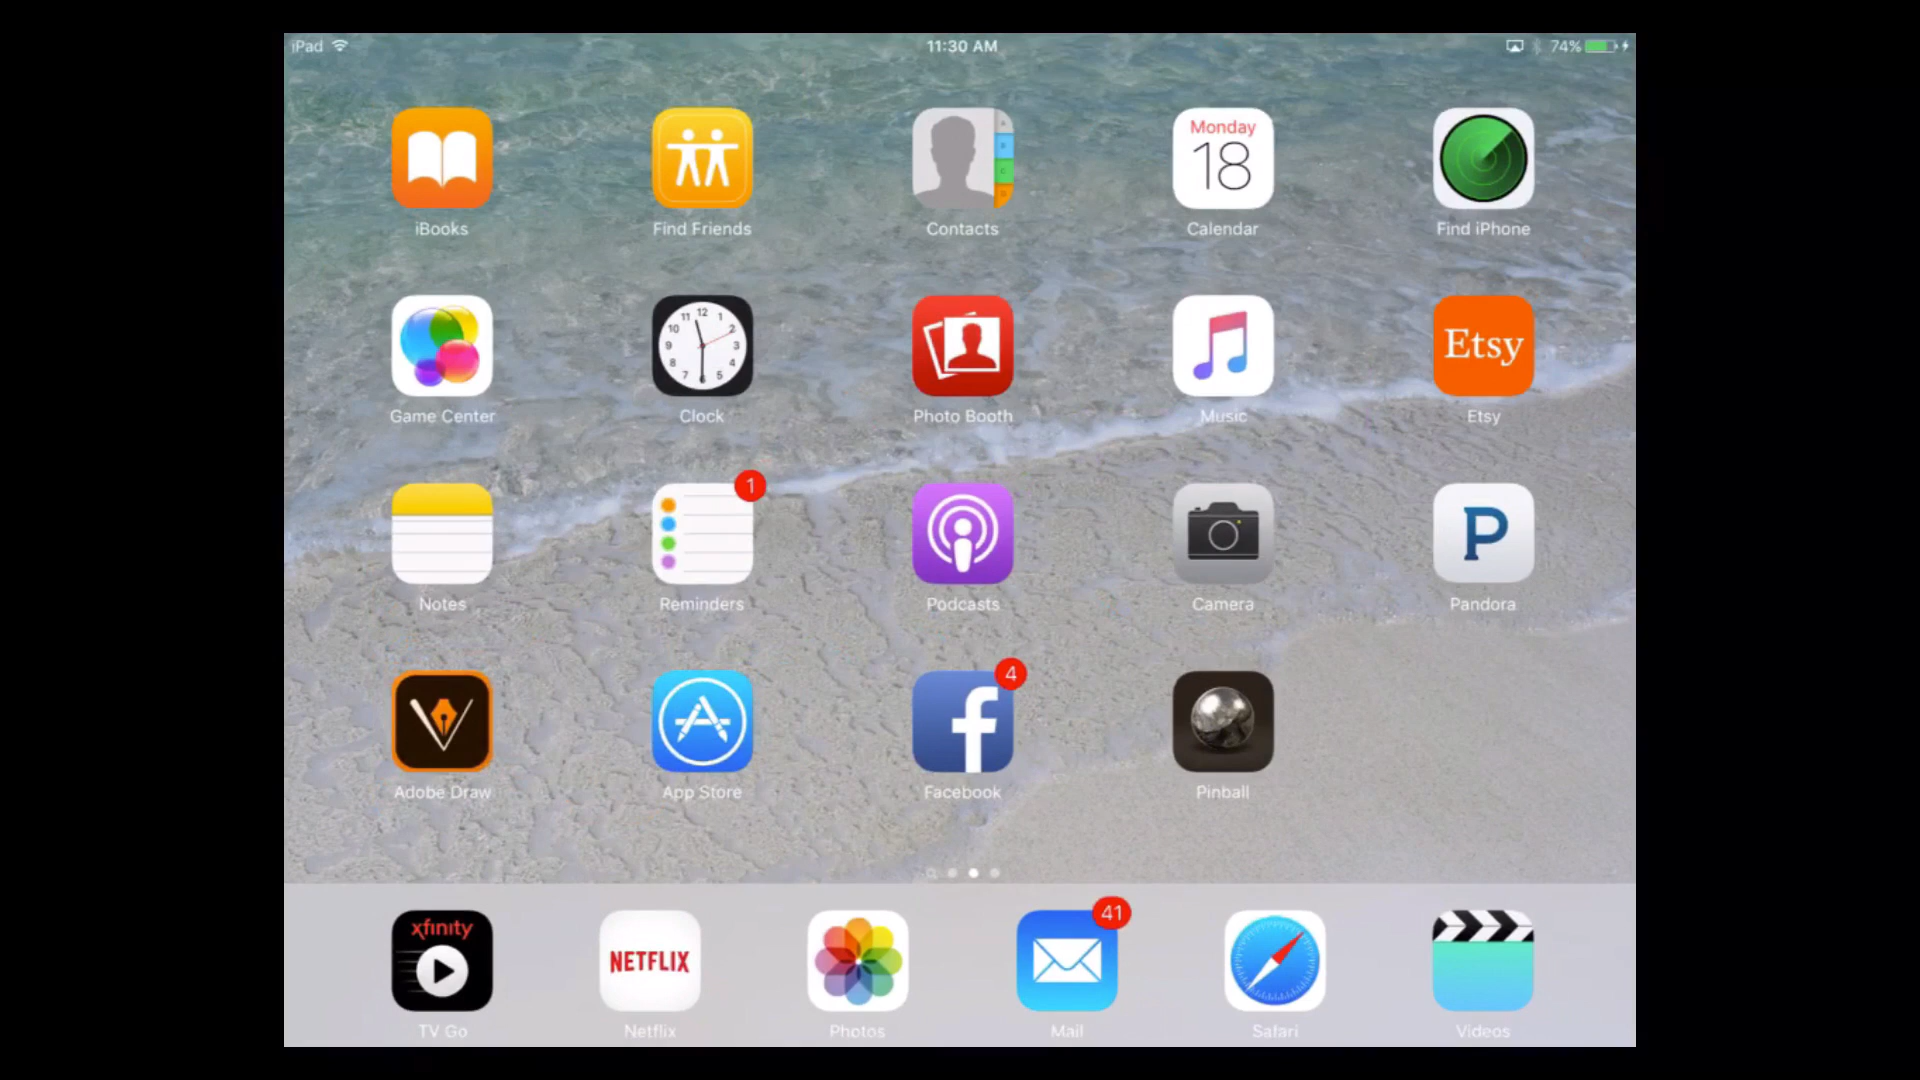 iPad 11:30 AM 74%
Monday
18
iBooks Find Friends Contacts Calendar Find iPhone
Etsy
Game Center Clock Photo Booth Music Etsy
1
P
Notes Reminders Podcasts Camera Pandora
4
f
Adobe Draw App Store Facebook Pinball
41
xfinity
NETFLIX
TV Go Netflix Photos Mail Safari Videos